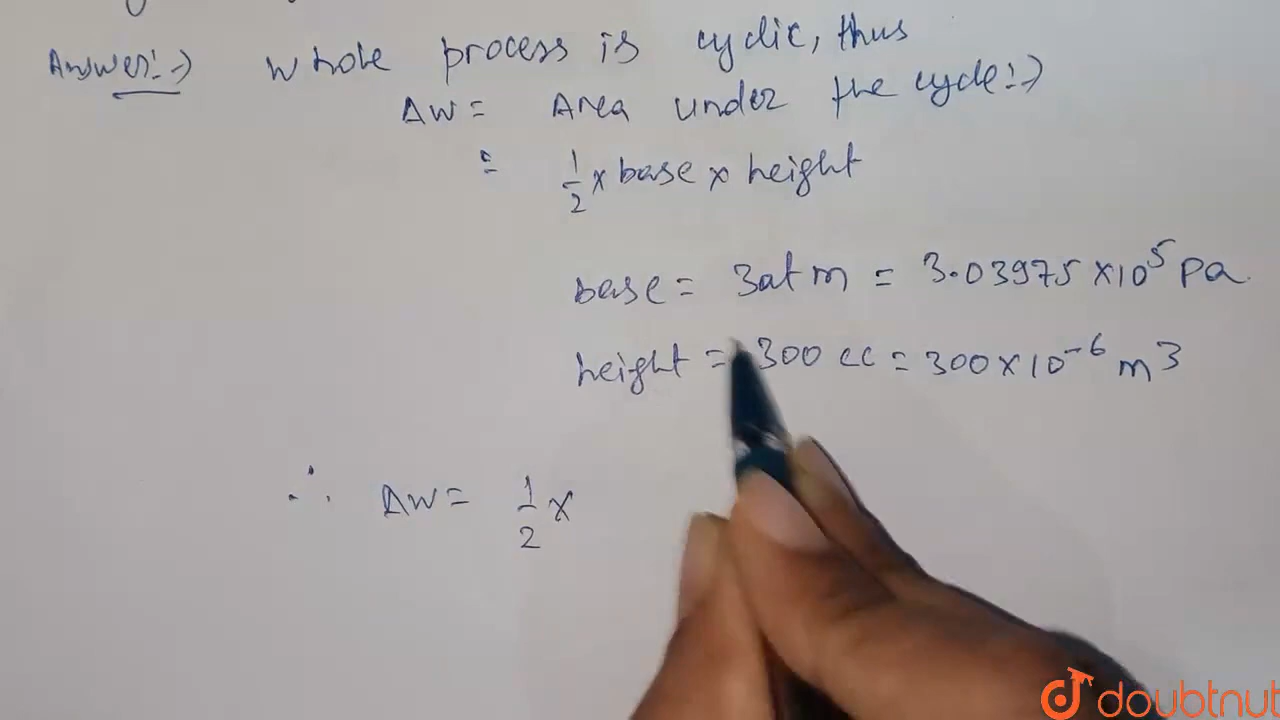 Answer:→ Whole process is cyclic, thus
ΔW = Area under the cycle:→
= 1/2 × base × height
base = 3atm = 3.03975 × 10^5 Pa
height = 300 cc = 300 × 10^-6 m^3
∴ ΔW = 1/2 ×
doubtnut